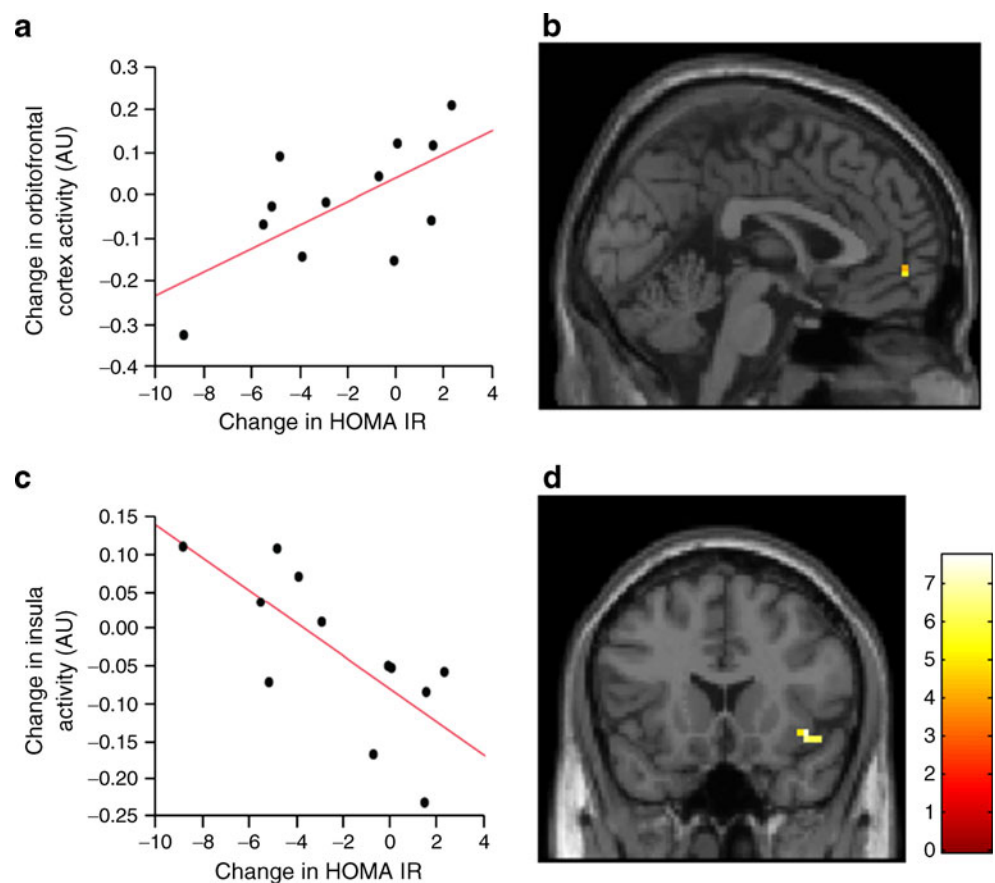 a
b
0.3
0.2
0.1
0.0
−0.1
−0.2
−0.3
−0.4
Change in orbitofrontal
cortex activity (AU)
−10 −8 −6 −4 −2 0 2 4
Change in HOMA IR
c
d
0.15
0.10
0.05
0.00
−0.05
−0.10
−0.15
−0.20
−0.25
Change in insula
activity (AU)
−10 −8 −6 −4 −2 0 2 4
Change in HOMA IR
7
6
5
4
3
2
1
0